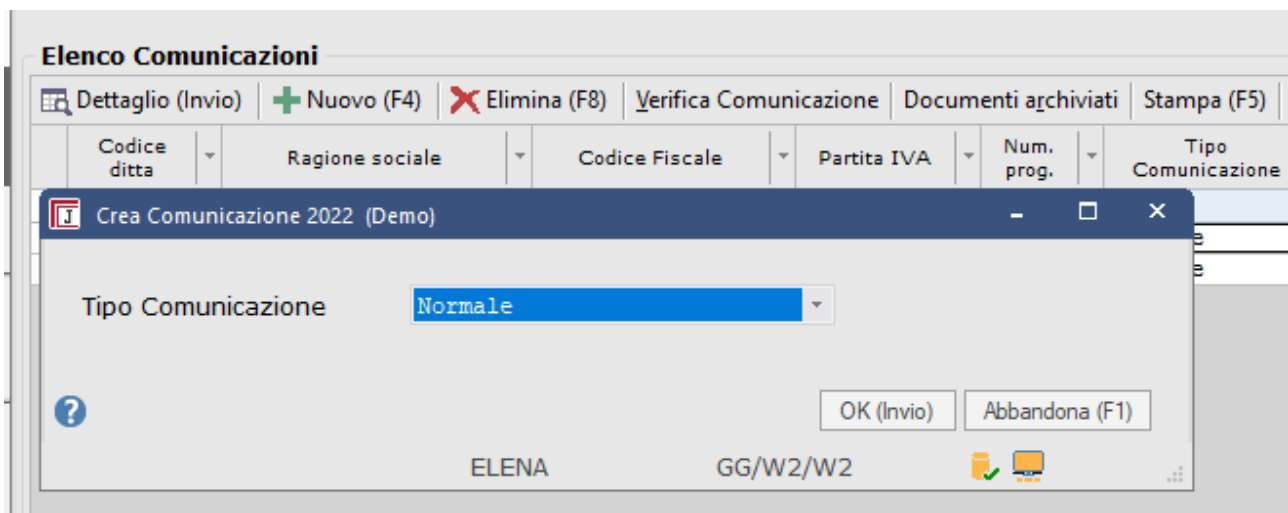 Elenco Comunicazioni
Dettaglio (Invio) Nuovo (F4) Elimina (F8) Verifica Comunicazione Documenti archiviati Stampa (F5)
Codice ditta Ragione sociale Codice Fiscale Partita IVA Num. prog. Tipo Comunicazione
J Crea Comunicazione 2022 (Demo)
e
e
Tipo Comunicazione Normale
? OK (Invio) Abbandona (F1)
ELENA GG/W2/W2